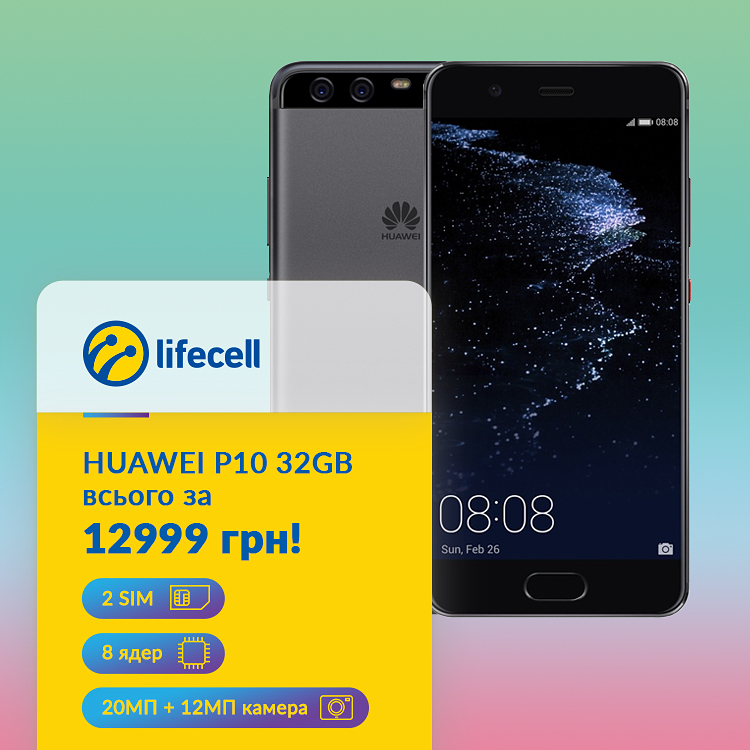 08:08
HUAWEI
lifecell
08:08
Sun, Feb 26
HUAWEI P10 32GB
всього за
12999 грн!
2 SIM
8 ядер
20МП + 12МП камера